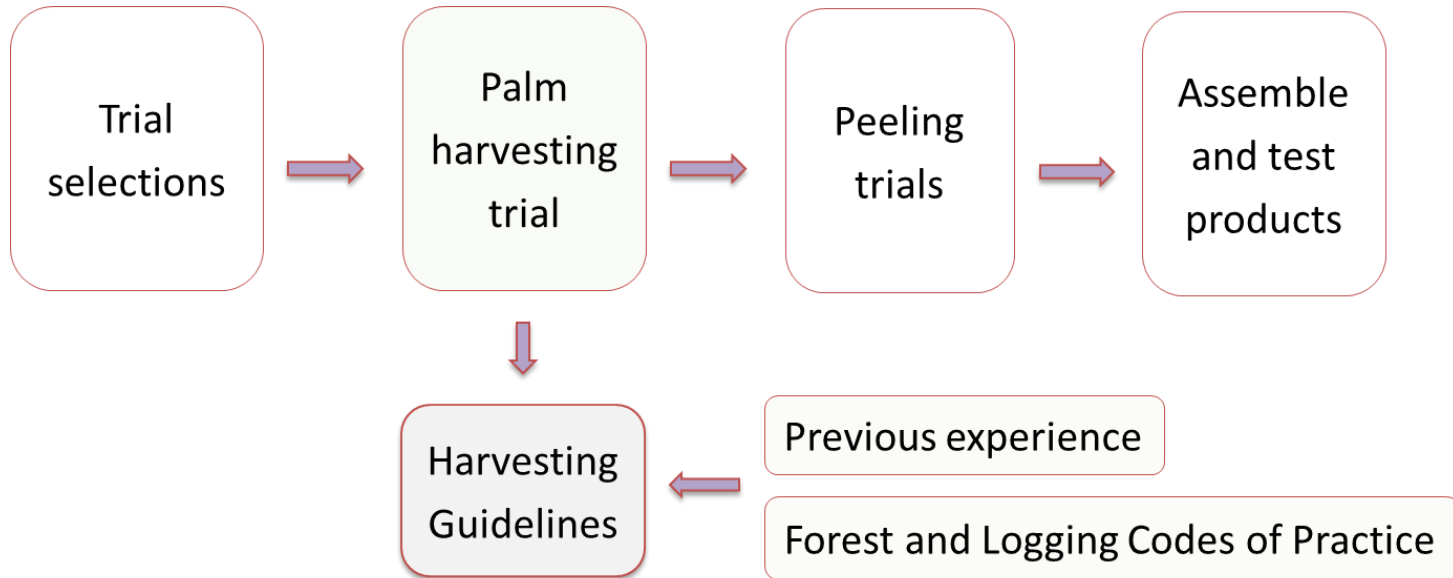 Trial
selections
Palm
harvesting
trial
Peeling
trials
Assemble
and test
products
Harvesting
Guidelines
Previous experience
Forest and Logging Codes of Practice